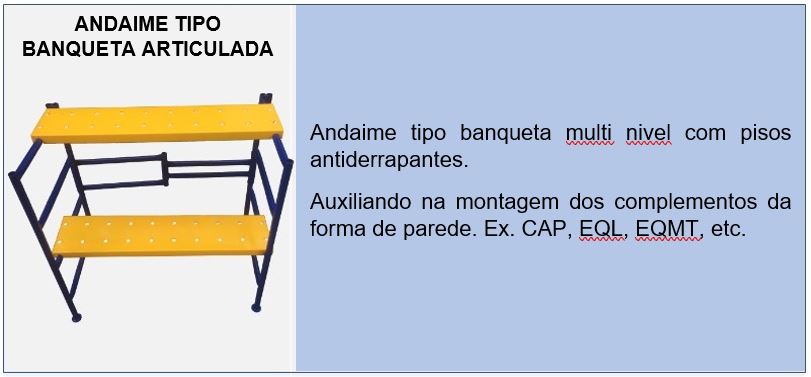 ANDAIME TIPO
BANQUETA ARTICULADA
Andaime tipo banqueta multi nivel com pisos
antiderrapantes.
Auxiliando na montagem dos complementos da
forma de parede. Ex. CAP, EQL, EQMT, etc.